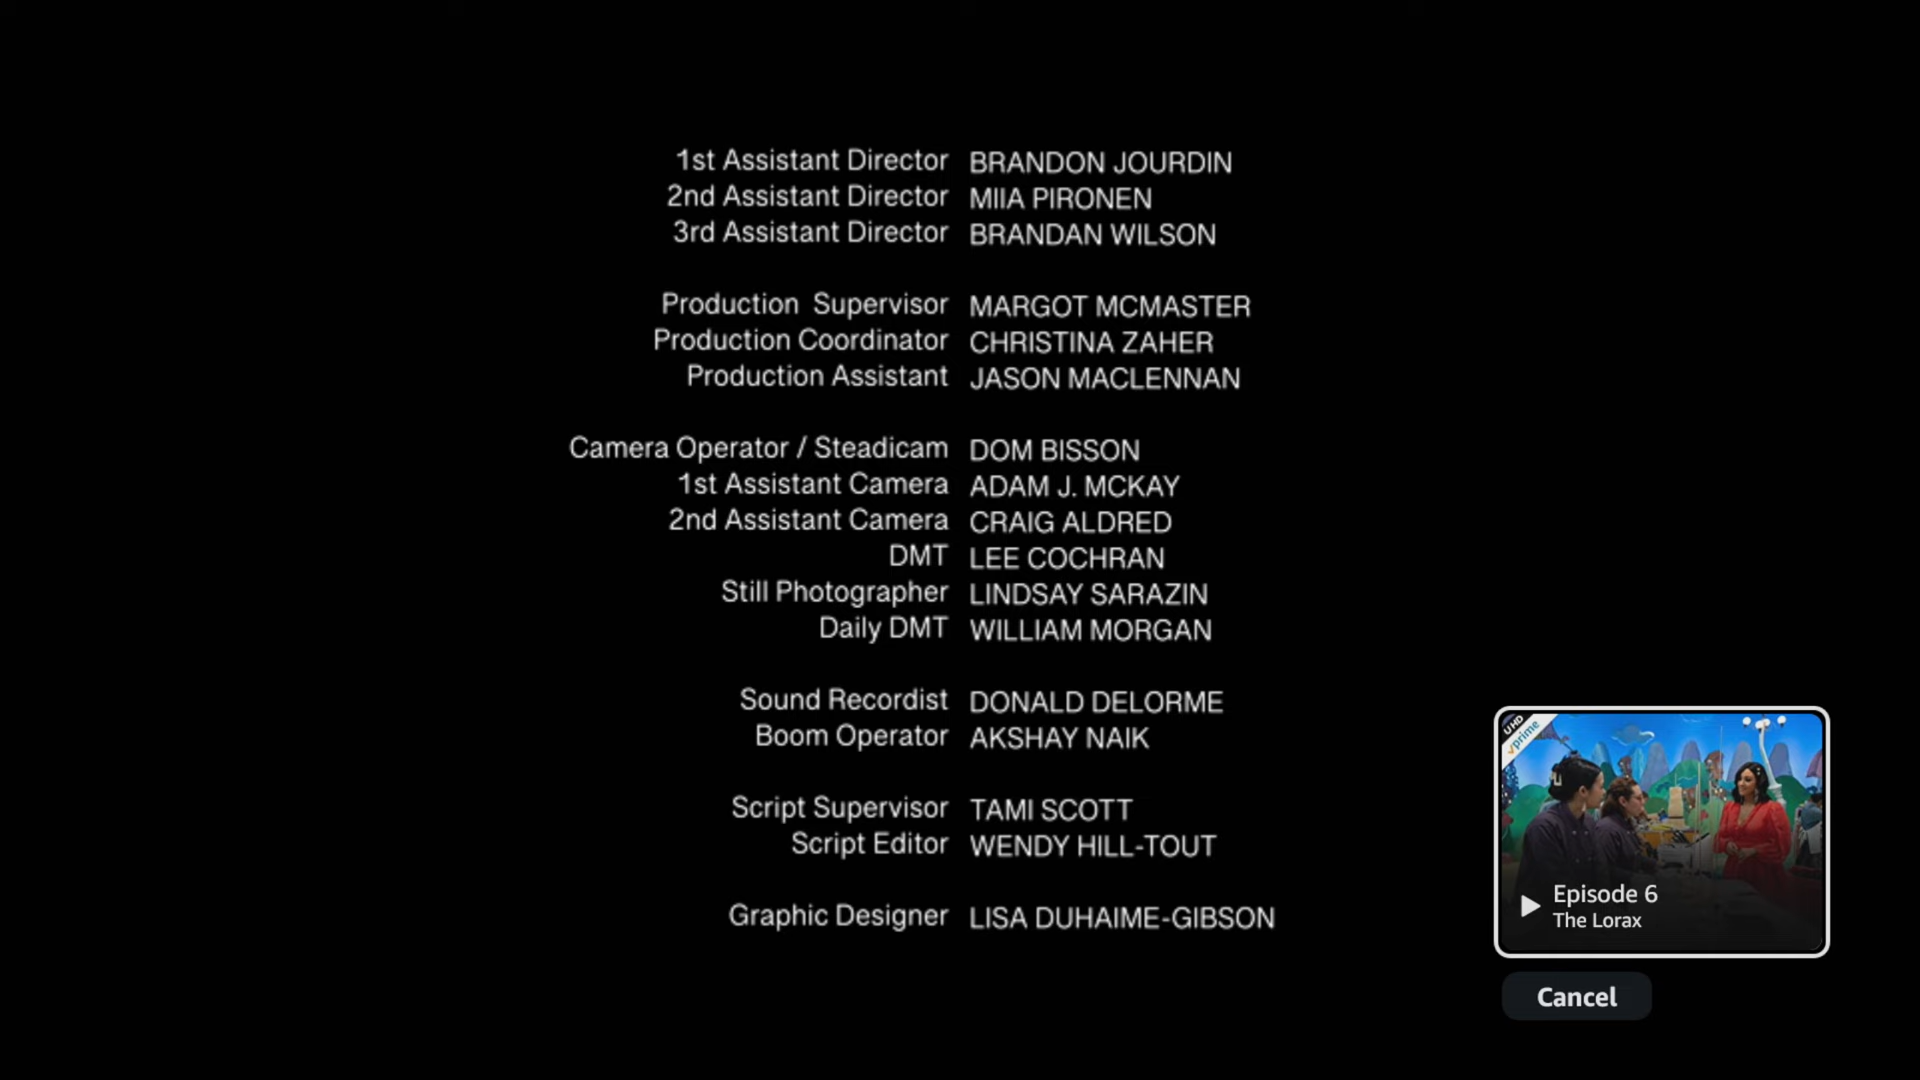 1st Assistant Director BRANDON JOURDIN
2nd Assistant Director MIIA PIRONEN
3rd Assistant Director BRANDAN WILSON
Production Supervisor MARGOT MCMASTER
Production Coordinator CHRISTINA ZAHER
Production Assistant JASON MACLENNAN
Camera Operator / Steadicam DOM BISSON
1st Assistant Camera ADAM J. MCKAY
2nd Assistant Camera CRAIG ALDRED
DMT LEE COCHRAN
Still Photographer LINDSAY SARAZIN
Daily DMT WILLIAM MORGAN
Sound Recordist DONALD DELORME
Boom Operator AKSHAY NAIK
Script Supervisor TAMI SCOTT
Script Editor WENDY HILL-TOUT
Graphic Designer LISA DUHAIME-GIBSON
UHD
prime
Episode 6
The Lorax
Cancel